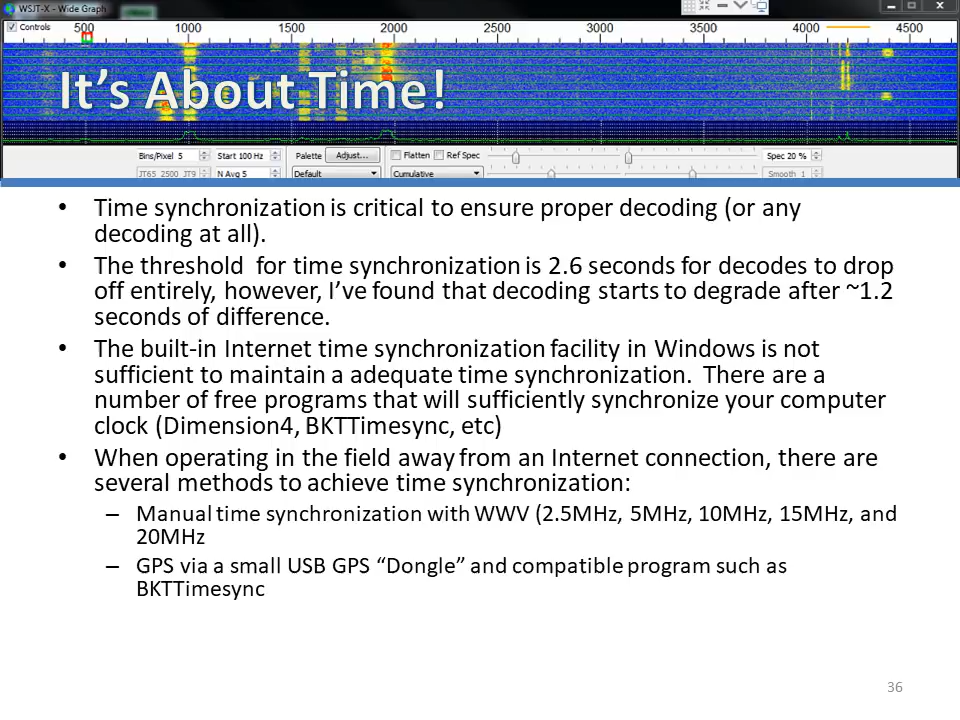 WSJT-X - Wide Graph
Controls 500 1000 1500 2000 2500 3000 3500 4000 4500
It's About Time!
Bins/Pixel 5 Start 100 Hz Palette Adjust... Flatten Ref Spec Spec 20 %
JT65 2500 JT9 N Avg 5 Default Cumulative Smooth 1
• Time synchronization is critical to ensure proper decoding (or any
decoding at all).
• The threshold  for time synchronization is 2.6 seconds for decodes to drop
off entirely, however, I've found that decoding starts to degrade after ~1.2
seconds of difference.
• The built-in Internet time synchronization facility in Windows is not
sufficient to maintain a adequate time synchronization.  There are a
number of free programs that will sufficiently synchronize your computer
clock (Dimension4, BKTTimesync, etc)
• When operating in the field away from an Internet connection, there are
several methods to achieve time synchronization:
– Manual time synchronization with WWV (2.5MHz, 5MHz, 10MHz, 15MHz, and
20MHz
– GPS via a small USB GPS “Dongle” and compatible program such as
BKTTimesync
36